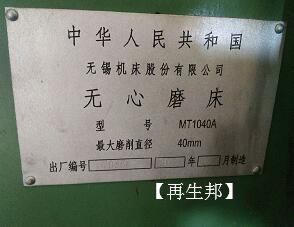 中华人民共和国
无锡机床股份有限公司
无心磨床
型 号 MT1040A
最大磨削直径 40mm
出厂编号 年 月制造
【再生邦】